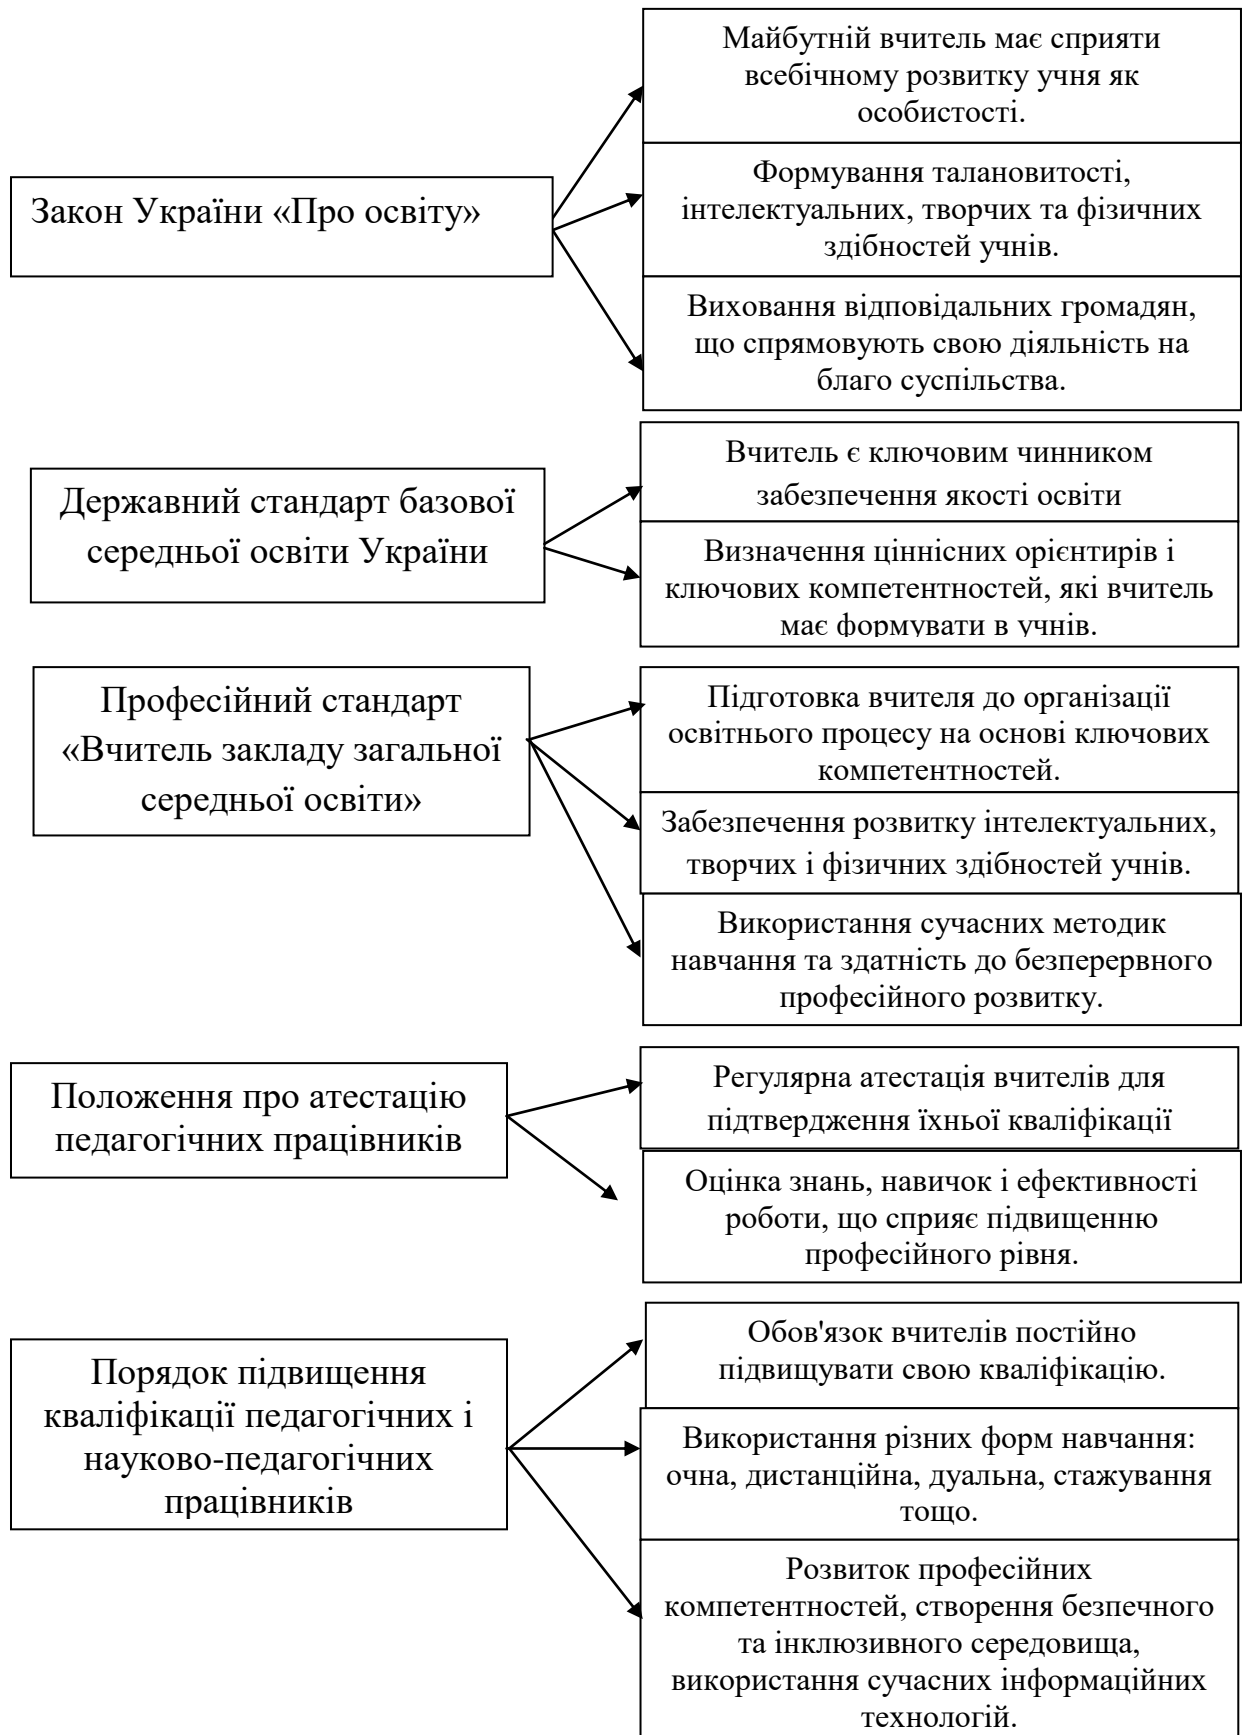 Закон України «Про освіту»
Майбутній вчитель має сприяти
всебічному розвитку учня як
особистості.
Формування талановитості,
інтелектуальних, творчих та фізичних
здібностей учнів.
Виховання відповідальних громадян,
що спрямовують свою діяльність на
благо суспільства.
Державний стандарт базової
середньої освіти України
Вчитель є ключовим чинником
забезпечення якості освіти
Визначення ціннісних орієнтирів і
ключових компетентностей, які вчитель
має формувати в учнів.
Професійний стандарт
«Вчитель закладу загальної
середньої освіти»
Підготовка вчителя до організації
освітнього процесу на основі ключових
компетентностей.
Забезпечення розвитку інтелектуальних,
творчих і фізичних здібностей учнів.
Використання сучасних методик
навчання та здатність до безперервного
професійного розвитку.
Положення про атестацію
педагогічних працівників
Регулярна атестація вчителів для
підтвердження їхньої кваліфікації
Оцінка знань, навичок і ефективності
роботи, що сприяє підвищенню
професійного рівня.
Порядок підвищення
кваліфікації педагогічних і
науково-педагогічних
працівників
Обов'язок вчителів постійно
підвищувати свою кваліфікацію.
Використання різних форм навчання:
очна, дистанційна, дуальна, стажування
тощо.
Розвиток професійних
компетентностей, створення безпечного
та інклюзивного середовища,
використання сучасних інформаційних
технологій.